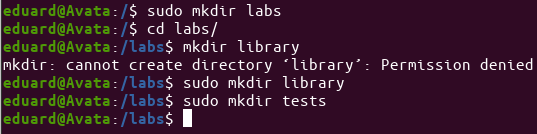 eduard@Avata:/$ sudo mkdir labs
eduard@Avata:/$ cd labs/
eduard@Avata:/labs$ mkdir library
mkdir: cannot create directory ‘library’: Permission denied
eduard@Avata:/labs$ sudo mkdir library
eduard@Avata:/labs$ sudo mkdir tests
eduard@Avata:/labs$